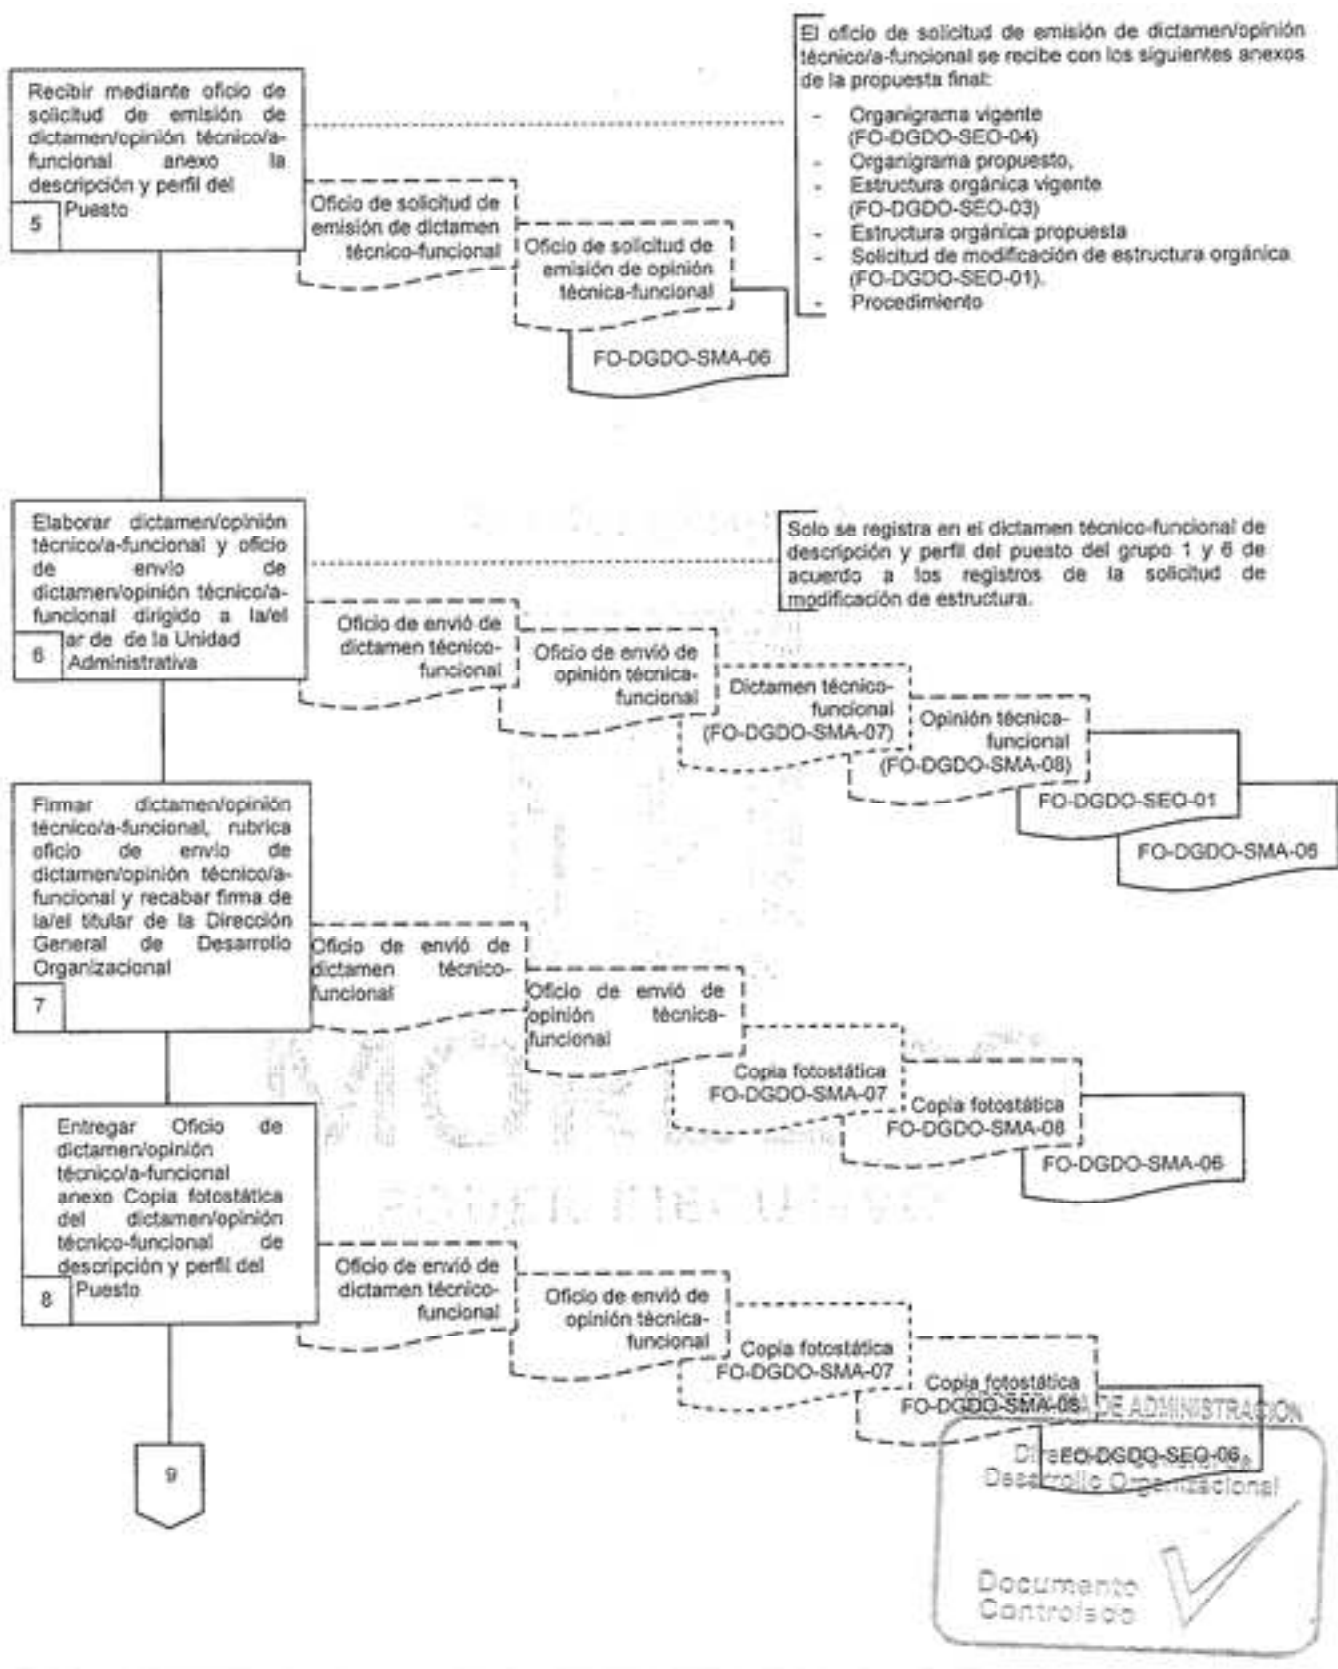 El oficio de solicitud de emisión de dictamen/opinión
técnico/a-funcional se recibe con los siguientes anexos
de la propuesta final:
- Organigrama vigente
(FO-DGDO-SEO-04)
- Organigrama propuesto,
- Estructura orgánica vigente
(FO-DGDO-SEO-03)
- Estructura orgánica propuesta
- Solicitud de modificación de estructura orgánica
(FO-DGDO-SEO-01).
- Procedimiento
Recibir mediante oficio de
solicitud de emisión de
dictamen/opinión técnico/a-
funcional anexo la
descripción y perfil del
Puesto
5
Oficio de solicitud de
emisión de dictamen
técnico-funcional
Oficio de solicitud de
emisión de opinión
técnica-funcional
FO-DGDO-SMA-06
Elaborar dictamen/opinión
técnico/a-funcional y oficio
de envío de
dictamen/opinión técnico/a-
funcional dirigido a la/el
ar de de la Unidad
Administrativa
6
Solo se registra en el dictamen técnico-funcional de
descripción y perfil del puesto del grupo 1 y 6 de
acuerdo a los registros de la solicitud de
modificación de estructura.
Oficio de envió de
dictamen técnico-
funcional
Oficio de envió de
opinión técnica-
funcional
Dictamen técnico-
funcional
(FO-DGDO-SMA-07)
Opinión técnica-
funcional
(FO-DGDO-SMA-08)
FO-DGDO-SEO-01
FO-DGDO-SMA-06
Firmar dictamen/opinión
técnico/a-funcional, rubrica
oficio de envio de
dictamen/opinión técnico/a-
funcional y recabar firma de
la/el titular de la Dirección
General de Desarrollo
Organizacional
7
Oficio de envió de
dictamen técnico-
funcional
Oficio de envió de
opinión técnica-
funcional
Copia fotostática
FO-DGDO-SMA-07
Copia fotostática
FO-DGDO-SMA-08
FO-DGDO-SMA-06
Entregar Oficio de
dictamen/opinión
técnico/a-funcional
anexo Copia fotostática
del dictamen/opinión
técnico-funcional de
descripción y perfil del
Puesto
8
Oficio de envió de
dictamen técnico-
funcional
Oficio de envió de
opinión técnica-
funcional
Copia fotostática
FO-DGDO-SMA-07
Copia fotostática
FO-DGDO-SMA-08
FO-DGDO-SEO-06
9
DE ADMINISTRACION
Desarrollo Organizacional
Documento
Controlado